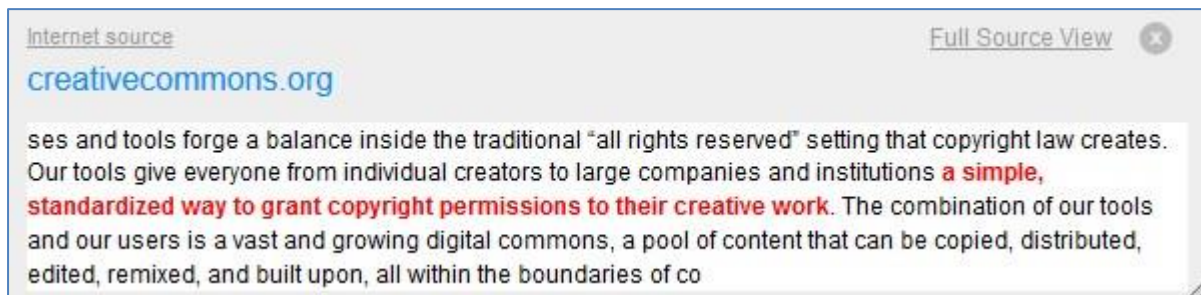 Internet source
Full Source View
creativecommons.org
ses and tools forge a balance inside the traditional “all rights reserved” setting that copyright law creates.
Our tools give everyone from individual creators to large companies and institutions a simple,
standardized way to grant copyright permissions to their creative work. The combination of our tools
and our users is a vast and growing digital commons, a pool of content that can be copied, distributed,
edited, remixed, and built upon, all within the boundaries of co